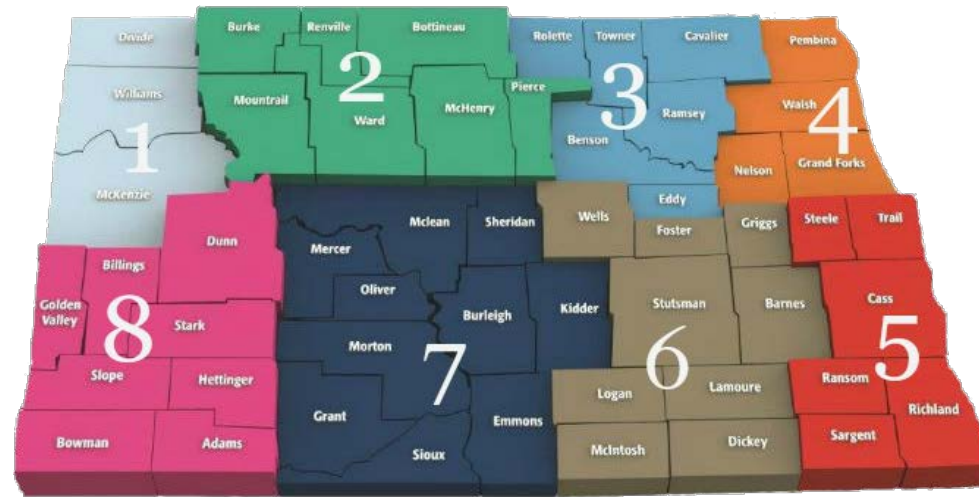 Divide
Burke
Renville
Bottineau
Rolette
Towner
Cavalier
Pembina
Williams
Mountrail
2
Ward
McHenry
Pierce
3
Benson
Ramsey
Walsh
4
1
McKenzie
Nelson
Grand Forks
Dunn
Mclean
Sheridan
Wells
Eddy
Foster
Griggs
Steele
Trail
Mercer
Billings
Golden
Valley
8
Stark
Oliver
Burleigh
Kidder
Stutsman
Barnes
Cass
5
Morton
7
6
Slope
Hettinger
Grant
Emmons
Logan
Lamoure
Ransom
Richland
Bowman
Adams
Sioux
McIntosh
Dickey
Sargent